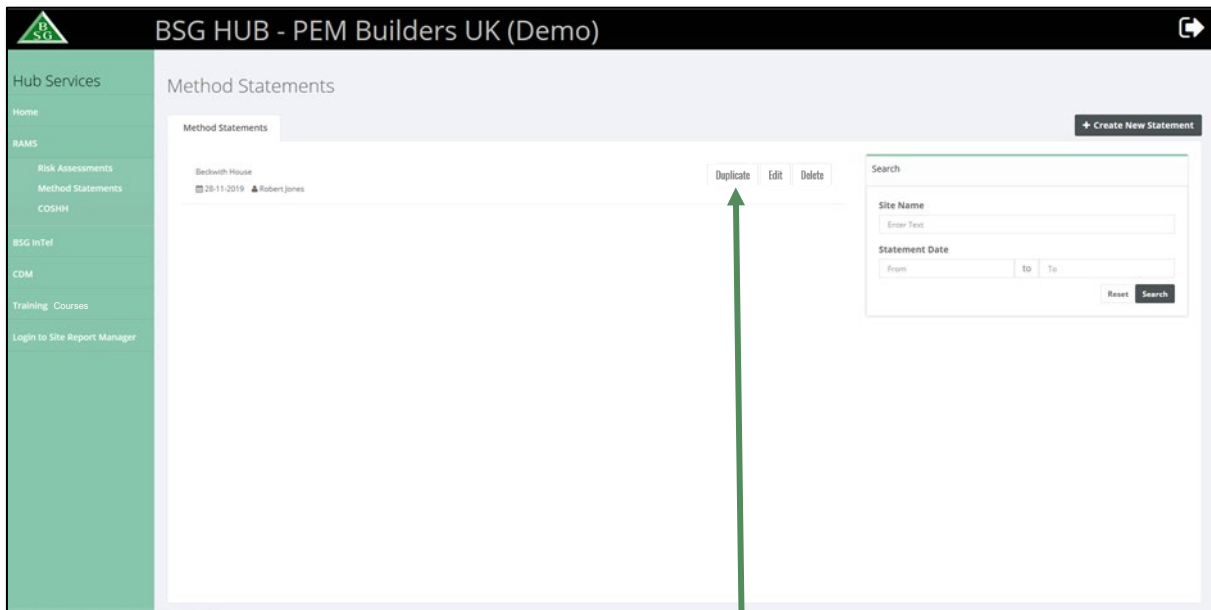 BSG
BSG HUB - PEM Builders UK (Demo)
Hub Services
Home
RAMS
Risk Assessments
Method Statements
COSHH
BSG InTel
CDM
Training Courses
Login to Site Report Manager
Method Statements
Method Statements
+ Create New Statement
Beckwith House
28-11-2019 Robert Jones
Duplicate Edit Delete
Search
Site Name
Enter Text
Statement Date
From to To
Reset Search